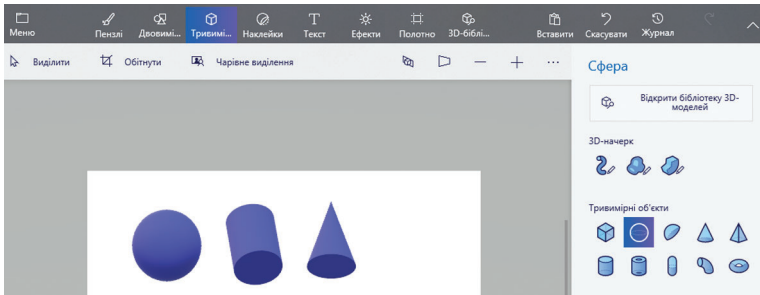 Меню
Пензлі
Двовимі...
Тривимі...
Наклейки
Текст
Ефекти
Полотно
3D-біблі...
Вставити
Скасувати
Журнал
Виділити
Обітнути
Чарівне виділення
Сфера
Відкрити бібліотеку 3D-
моделей
3D-начерк
Тривимірні об'єкти